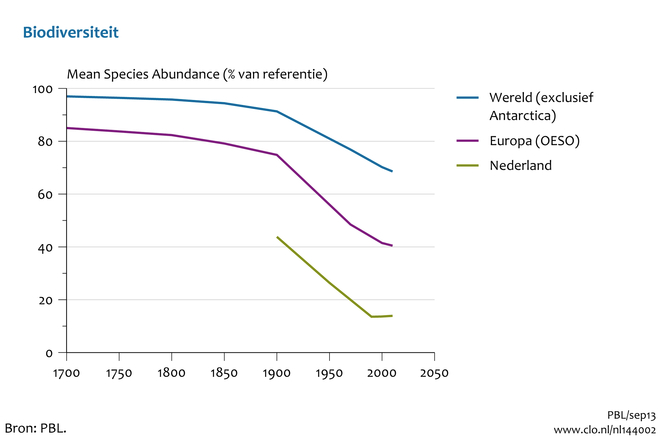 Biodiversiteit
Mean Species Abundance (% van referentie)
100
80
60
40
20
0
1700 1750 1800 1850 1900 1950 2000 2050
Wereld (exclusief
Antarctica)
Europa (OESO)
Nederland
PBL/sep13
www.clo.nl/nl144002
Bron: PBL.